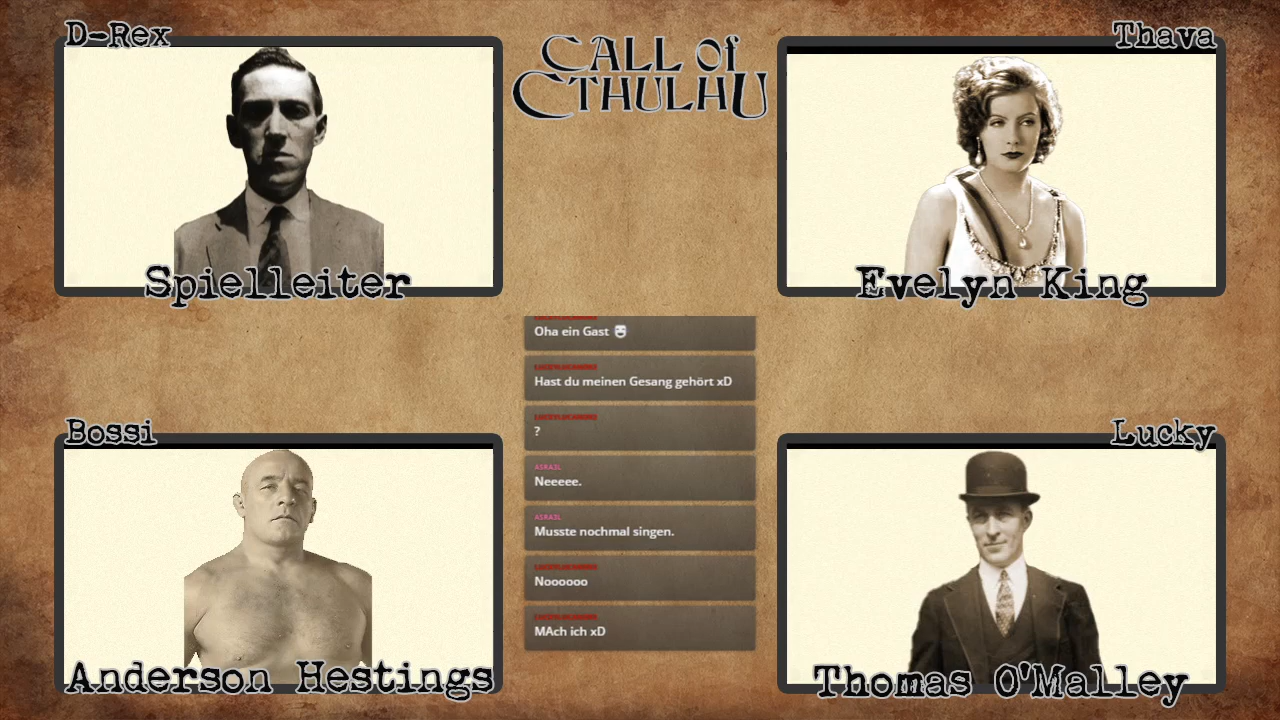 D-Rex
CALL of
CTHULHU
Thava
Spielleiter
Evelyn King
Oha ein Gast
Hast du meinen Gesang gehört xD
?
ASRAIL
Neeeee.
ASRAIL
Musste nochmal singen.
Noooooo
MAch ich xD
Bossi
Lucky
Anderson Hestings
Thomas O'Malley